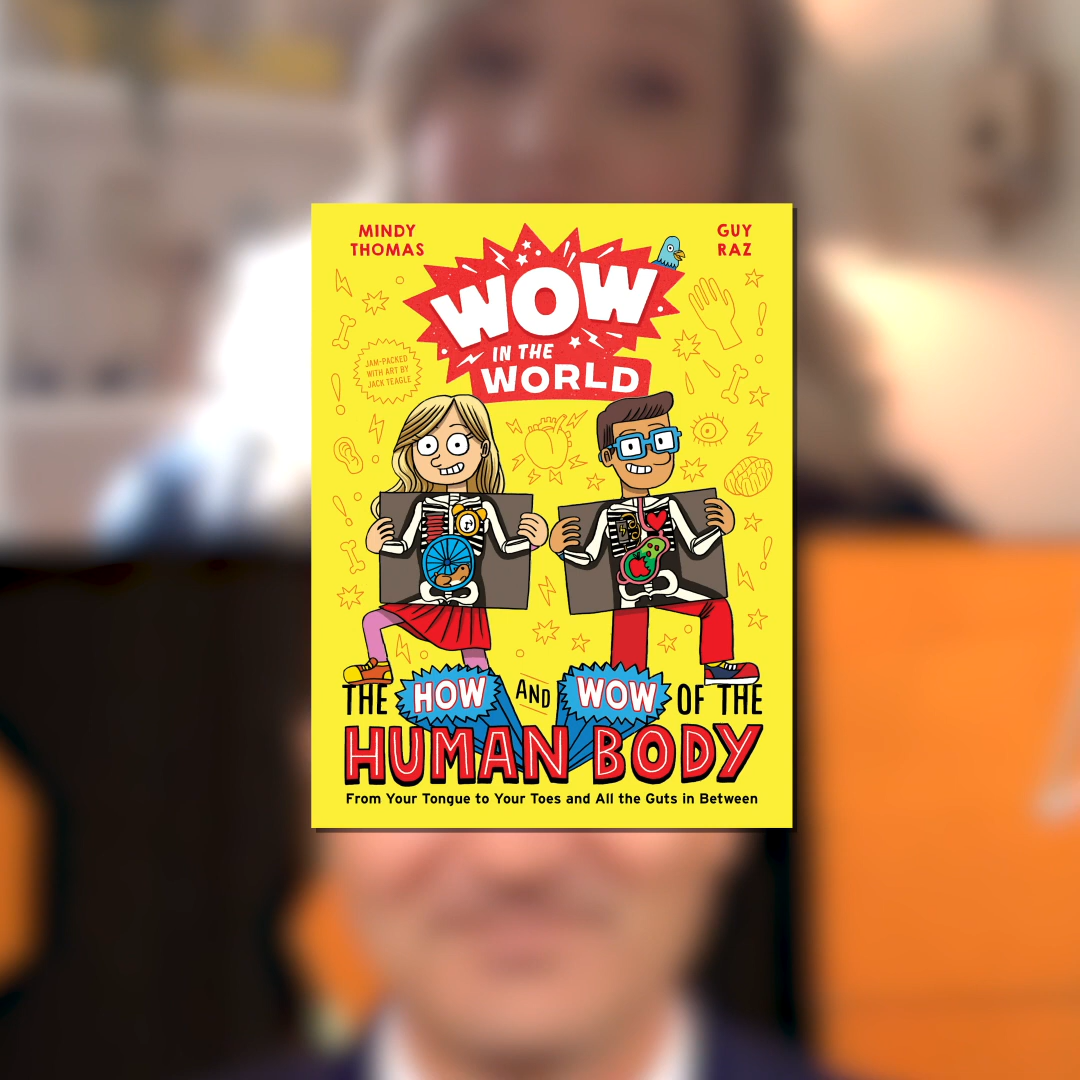 MINDY
THOMAS
GUY
RAZ
WOW
IN THE
WORLD
JAM-PACKED
WITH ART BY
JACK TEAGLE
THE HOW AND WOW OF THE
HUMAN BODY
From Your Tongue to Your Toes and All the Guts in Between